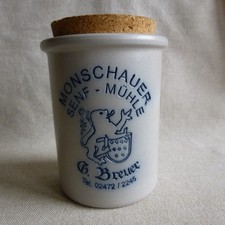 MONSCHAUER
SENF - MÜHLE
G. Breuer
Tel. 02472 / 2245